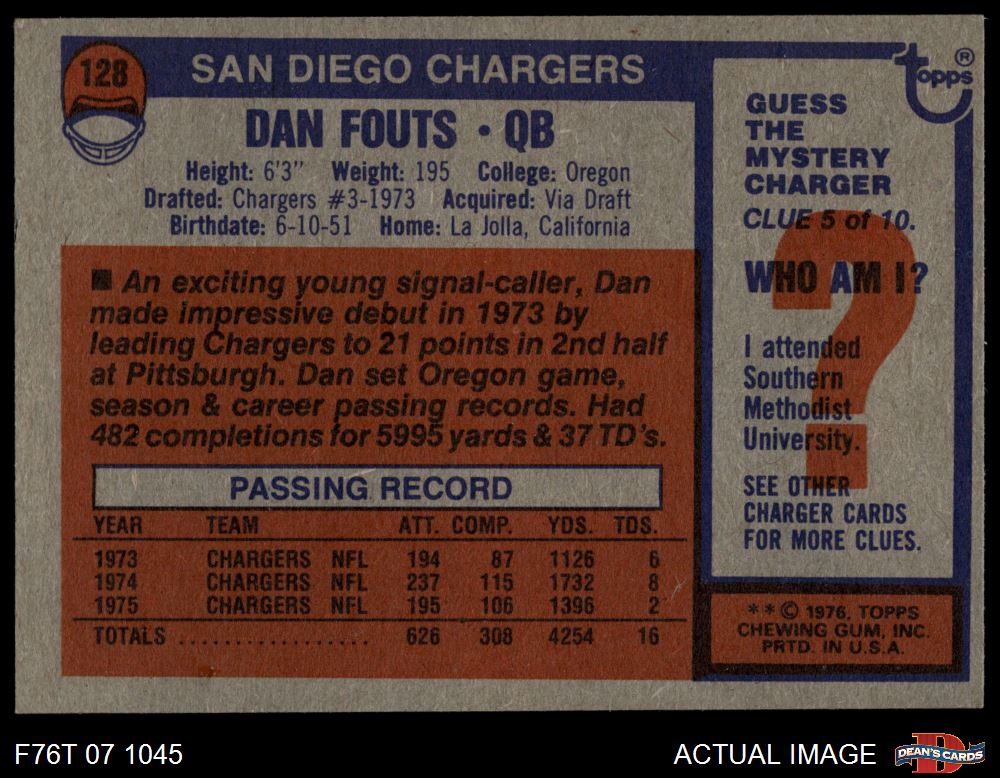 128
SAN DIEGO CHARGERS
DAN FOUTS • QB
Height: 6'3" Weight: 195 College: Oregon
Drafted: Chargers #3-1973 Acquired: Via Draft
Birthdate: 6-10-51 Home: La Jolla, California
■ An exciting young signal-caller, Dan
made impressive debut in 1973 by
leading Chargers to 21 points in 2nd half
at Pittsburgh. Dan set Oregon game,
season & career passing records. Had
482 completions for 5995 yards & 37 TD's.
PASSING RECORD
YEAR TEAM ATT. COMP. YDS. TDS.
1973 CHARGERS NFL 194 87 1126 6
1974 CHARGERS NFL 237 115 1732 8
1975 CHARGERS NFL 195 106 1396 2
TOTALS .................. 626 308 4254 16
topps®
GUESS
THE
MYSTERY
CHARGER
CLUE 5 of 10.
WHO AM I?
?
I attended
Southern
Methodist
University.
SEE OTHER
CHARGER CARDS
FOR MORE CLUES.
**© 1976, TOPPS
CHEWING GUM, INC.
PRTD. IN U.S.A.
F76T 07 1045
ACTUAL IMAGE
D
DEAN'S CARDS